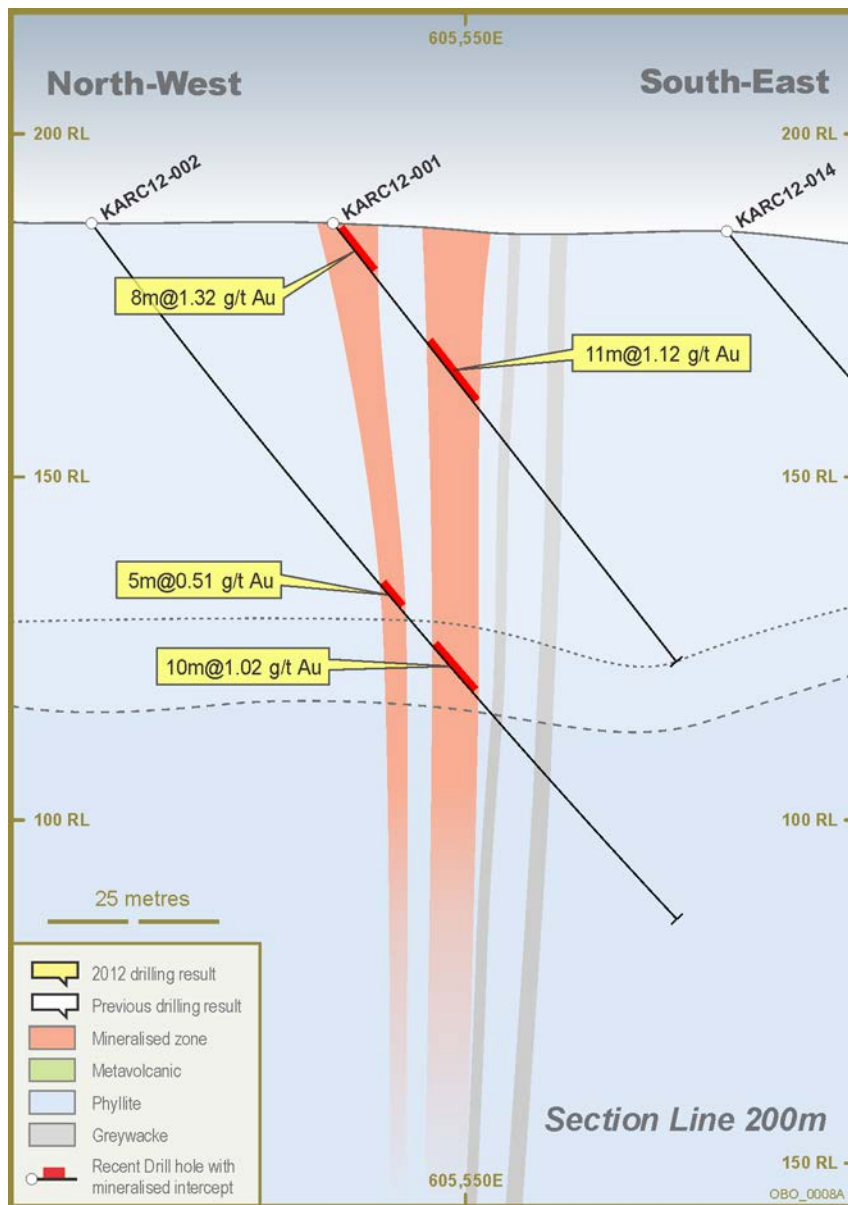 605,550E
North-West
South-East
200 RL
200 RL
KARC12-002
KARC12-001
KARC12-014
8m@1.32 g/t Au
11m@1.12 g/t Au
150 RL
150 RL
5m@0.51 g/t Au
10m@1.02 g/t Au
100 RL
100 RL
25 metres
2012 drilling result
Previous drilling result
Mineralised zone
Metavolcanic
Phyllite
Greywacke
Recent Drill hole with
mineralised intercept
Section Line 200m
150 RL
605,550E
OBO_0008A